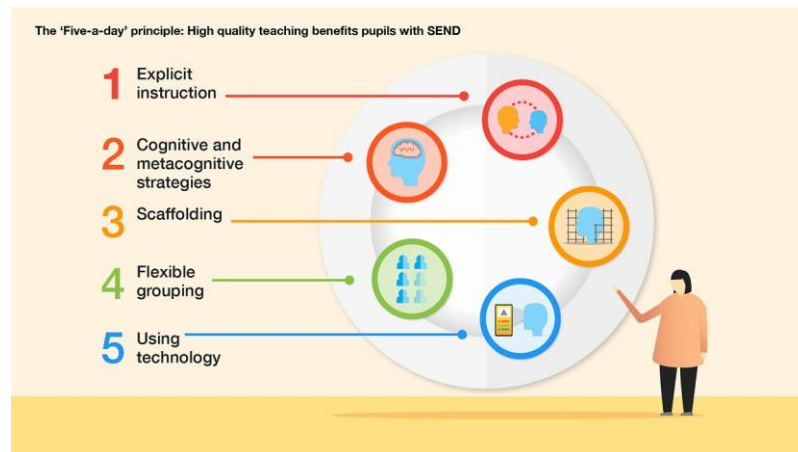 The ‘Five-a-day’ principle: High quality teaching benefits pupils with SEND
1 Explicit
instruction
2 Cognitive and
metacognitive
strategies
3 Scaffolding
4 Flexible
grouping
5 Using
technology